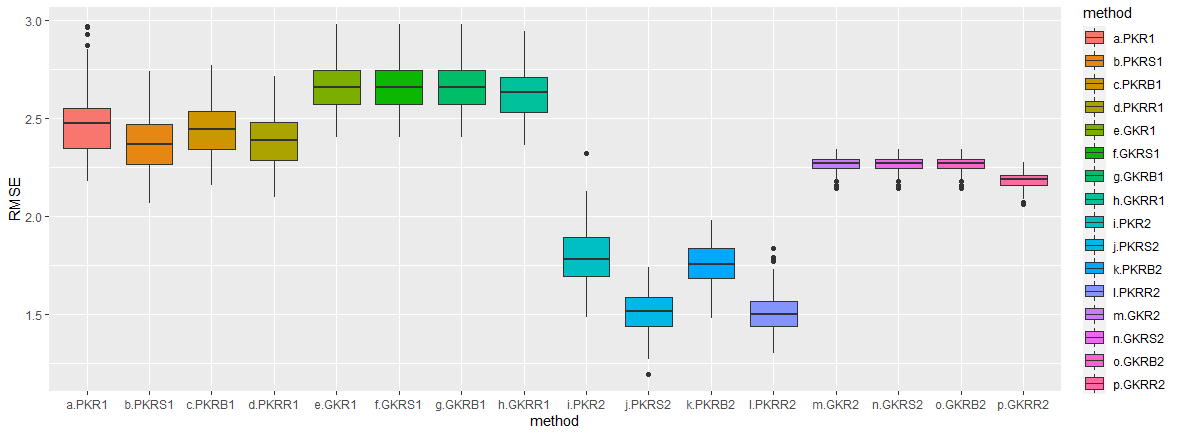 3.0
2.5
2.0
1.5
RMSE
a.PKR1 b.PKRS1 c.PKRB1 d.PKRR1 e.GKR1 f.GKRS1 g.GKRB1 h.GKRR1 i.PKR2 j.PKRS2 k.PKRB2 l.PKRR2 m.GKR2 n.GKRS2 o.GKRB2 p.GKRR2
method
method
a.PKR1
b.PKRS1
c.PKRB1
d.PKRR1
e.GKR1
f.GKRS1
g.GKRB1
h.GKRR1
i.PKR2
j.PKRS2
k.PKRB2
l.PKRR2
m.GKR2
n.GKRS2
o.GKRB2
p.GKRR2